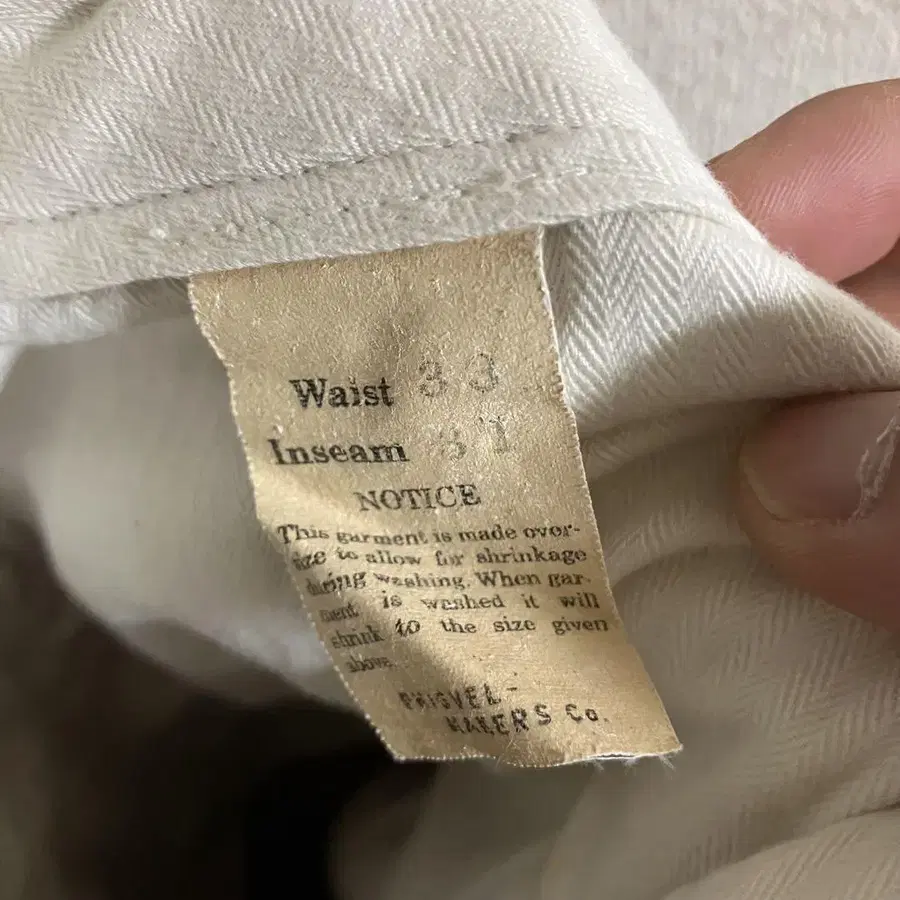 Waist 33
Inseam 31
NOTICE
This garment is made over-
size to allow for shrinkage
during washing. When gar-
ment is washed it will
shrink to the size given
above.
PHIGVEL-
MAKERS Co.